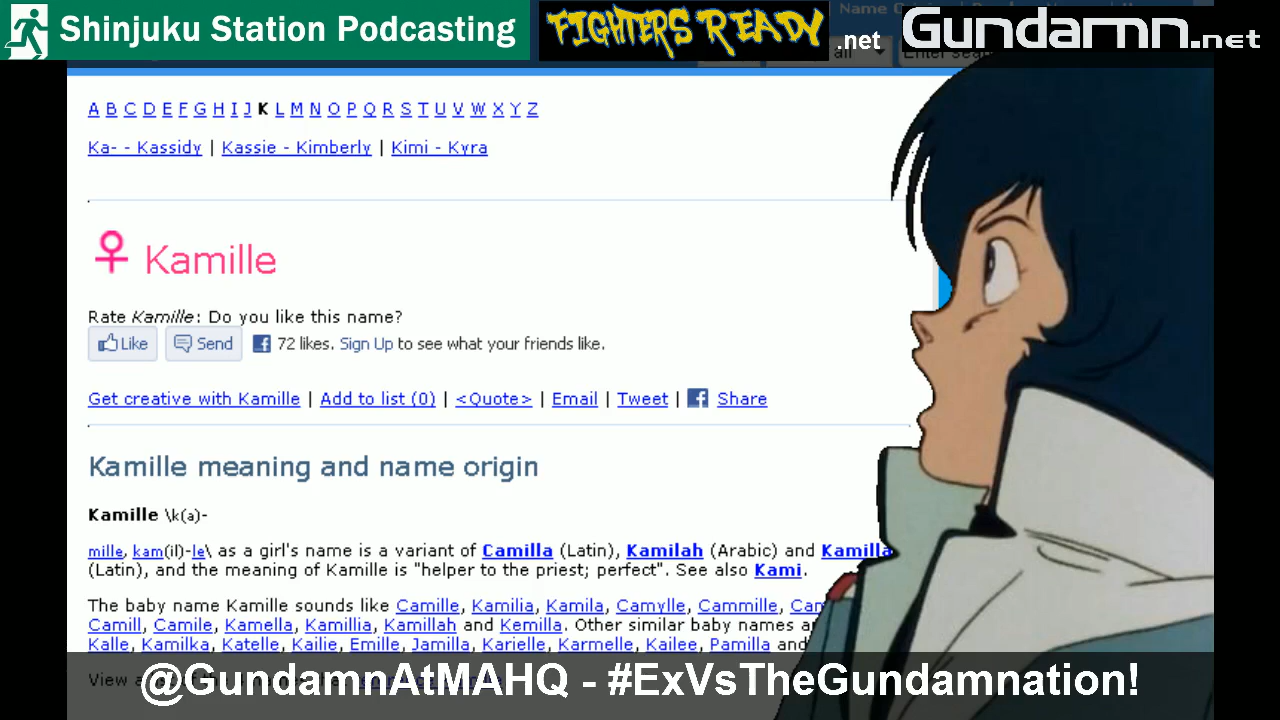 Shinjuku Station Podcasting
FIGHTERS READY .net
Gundamn.net
all
A B C D E F G H I J K L M N O P Q R S T U V W X Y Z
Ka- - Kassidy | Kassie - Kimberly | Kimi - Kyra
♀ Kamille
Rate Kamille: Do you like this name?
Like Send 72 likes. Sign Up to see what your friends like.
Get creative with Kamille | Add to list (0) | <Quote> | Email | Tweet | Share
Kamille meaning and name origin
Kamille \k(a)-
mille, kam(il)-le\ as a girl's name is a variant of Camilla (Latin), Kamilah (Arabic) and Kamilla
(Latin), and the meaning of Kamille is "helper to the priest; perfect". See also Kami.
The baby name Kamille sounds like Camille, Kamilia, Kamila, Camylle, Cammille,
Camill, Camile, Kamella, Kamillia, Kamillah and Kemilla. Other similar baby names
Kalle, Kamilka, Katelle, Kailie, Emille, Jamilla, Karielle, Karmelle, Kailee, Pamilla and
View
@GundamnAtMAHQ - #ExVsTheGundamnation!